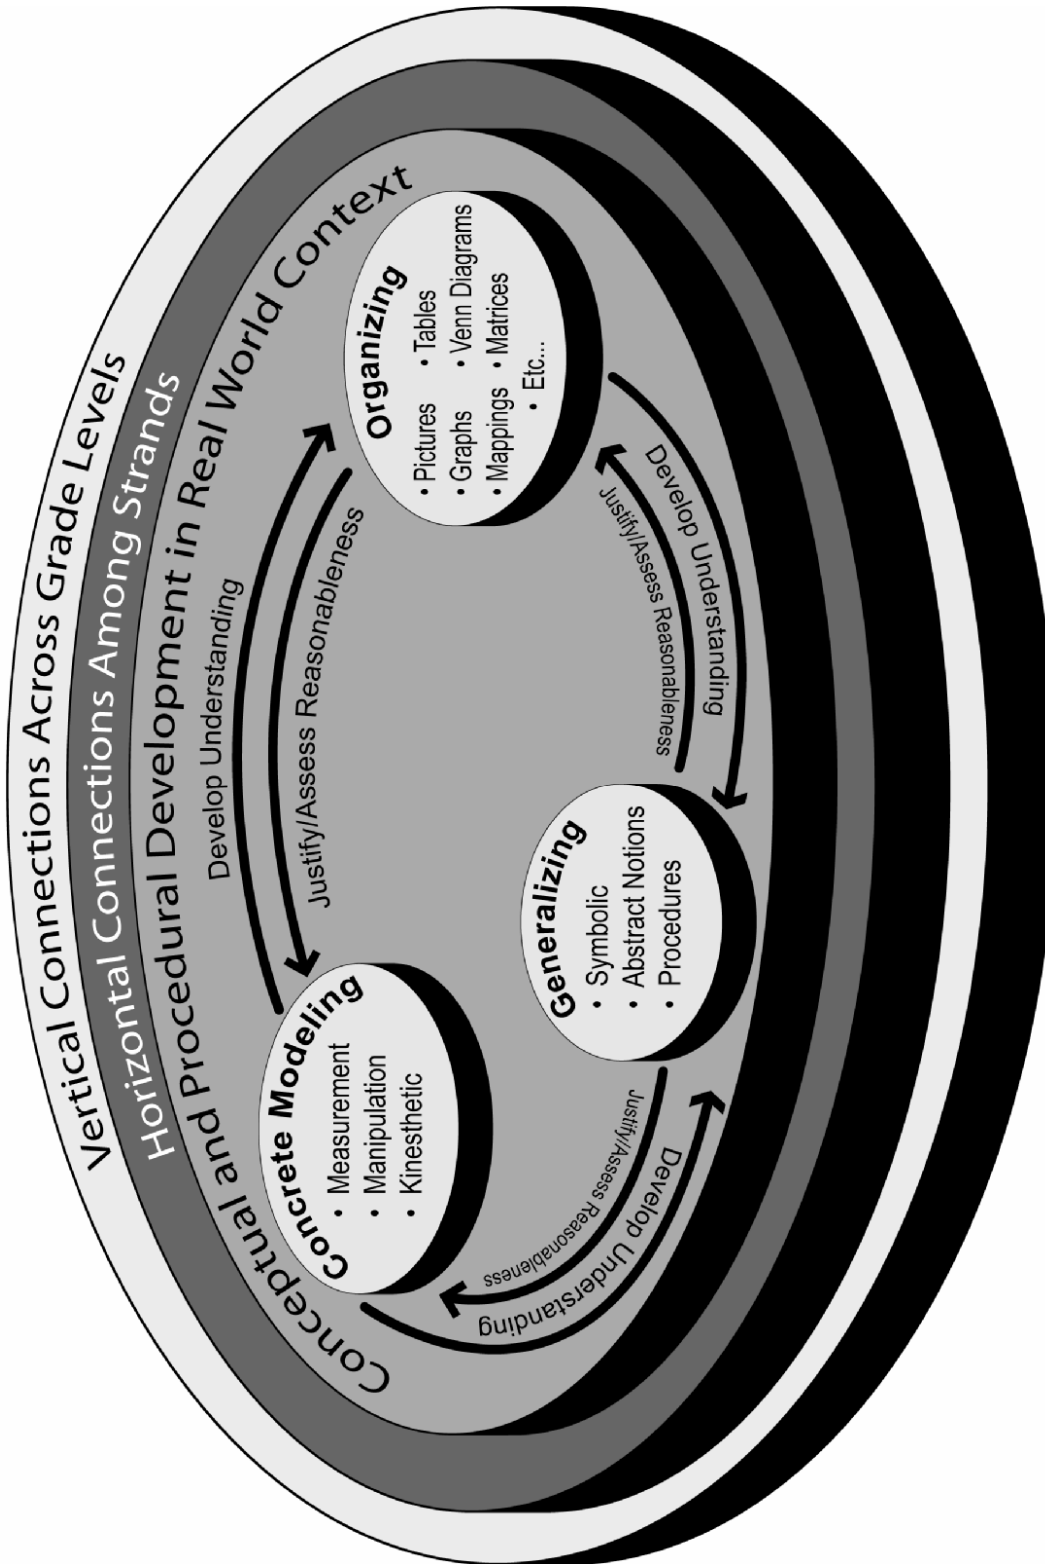 Vertical Connections Across Grade Levels
Horizontal Connections Among Strands
Conceptual and Procedural Development in Real World Context
Develop Understanding
Justify/Assess Reasonableness
Concrete Modeling
• Measurement
• Manipulation
• Kinesthetic
Organizing
• Pictures • Tables
• Graphs • Venn Diagrams
• Mappings • Matrices
• Etc...
Generalizing
• Symbolic
• Abstract Notions
• Procedures
Justify/Assess Reasonableness
Develop Understanding
Justify/Assess Reasonableness
Develop Understanding